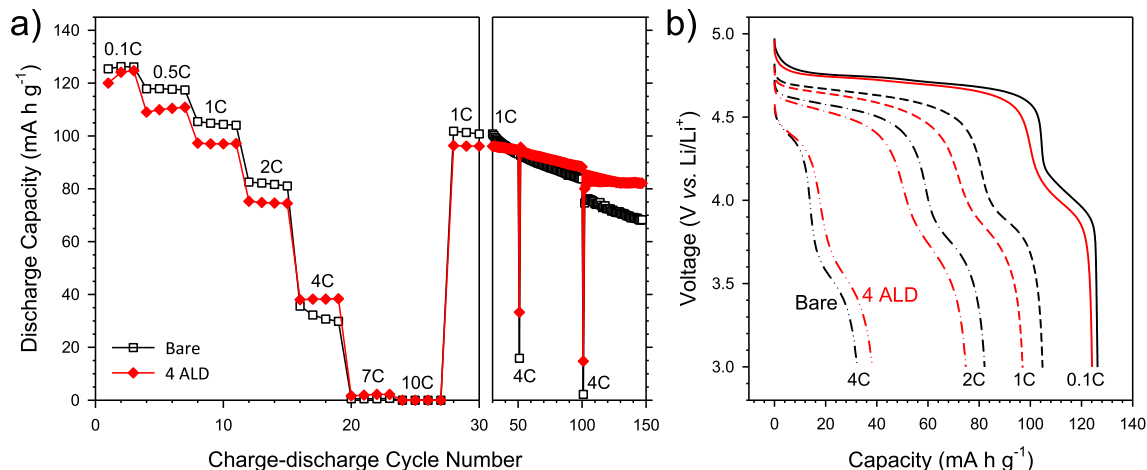 a)
Discharge Capacity (mA h g⁻¹)
140
120
100
80
60
40
20
0
0.1C
0.5C
1C
2C
4C
7C
10C
1C
1C
4C
4C
Bare
4 ALD
0 10 20 30 50 100 150
Charge-discharge Cycle Number
b)
Voltage (V vs. Li/Li⁺)
5.0
4.5
4.0
3.5
3.0
Bare
4 ALD
4C 2C 1C 0.1C
0 20 40 60 80 100 120 140
Capacity (mA h g⁻¹)